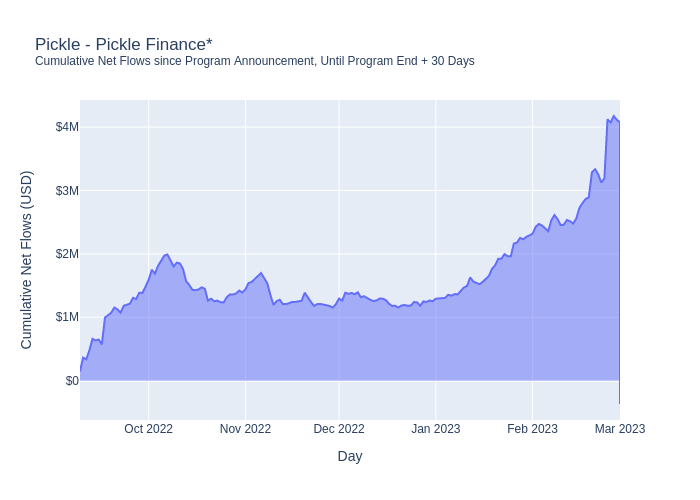 Pickle - Pickle Finance*
Cumulative Net Flows since Program Announcement, Until Program End + 30 Days
Cumulative Net Flows (USD)
$4M
$3M
$2M
$1M
$0
Oct 2022
Nov 2022
Dec 2022
Jan 2023
Feb 2023
Mar 2023
Day